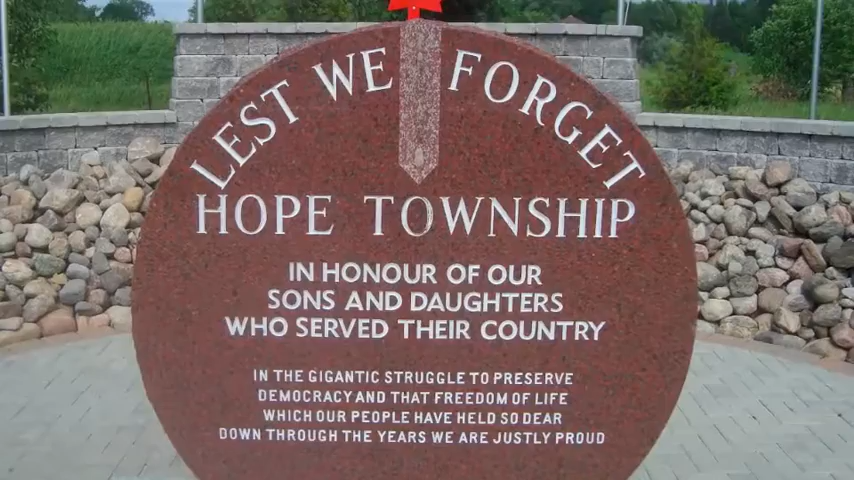 LEST WE FORGET
HOPE TOWNSHIP
IN HONOUR OF OUR
SONS AND DAUGHTERS
WHO SERVED THEIR COUNTRY
IN THE GIGANTIC STRUGGLE TO PRESERVE
DEMOCRACY AND THAT FREEDOM OF LIFE
WHICH OUR PEOPLE HAVE HELD SO DEAR
DOWN THROUGH THE YEARS WE ARE JUSTLY PROUD